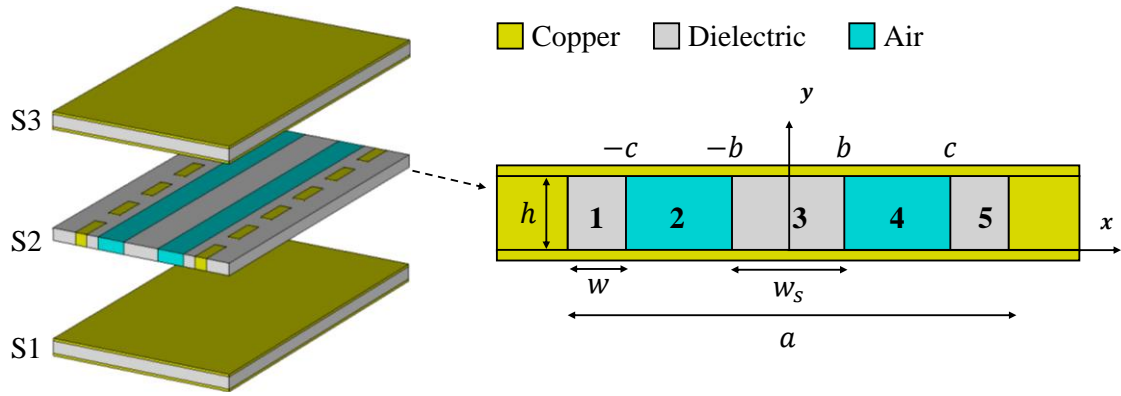 Copper Dielectric Air
S3
S2
S1
y
−c −b b c
h
1 2 3 4 5
x
w
w_s
a